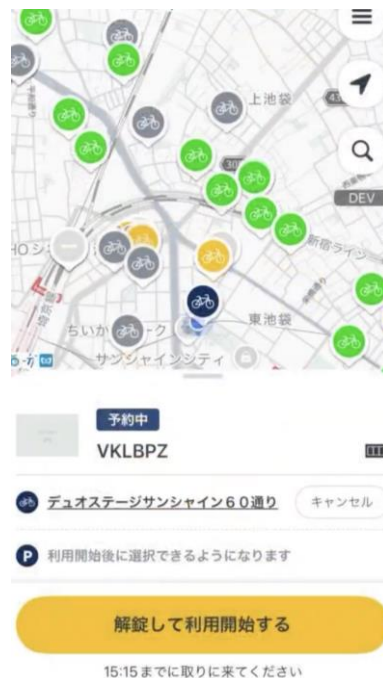 上池袋
DEV
新宿ライン
埼京線
東池袋
サンシャインシティ
予約中
VKLBPZ
デュオステージサンシャイン60通り
キャンセル
P 利用開始後に選択できるようになります
解錠して利用開始する
15:15までに取りに来てください